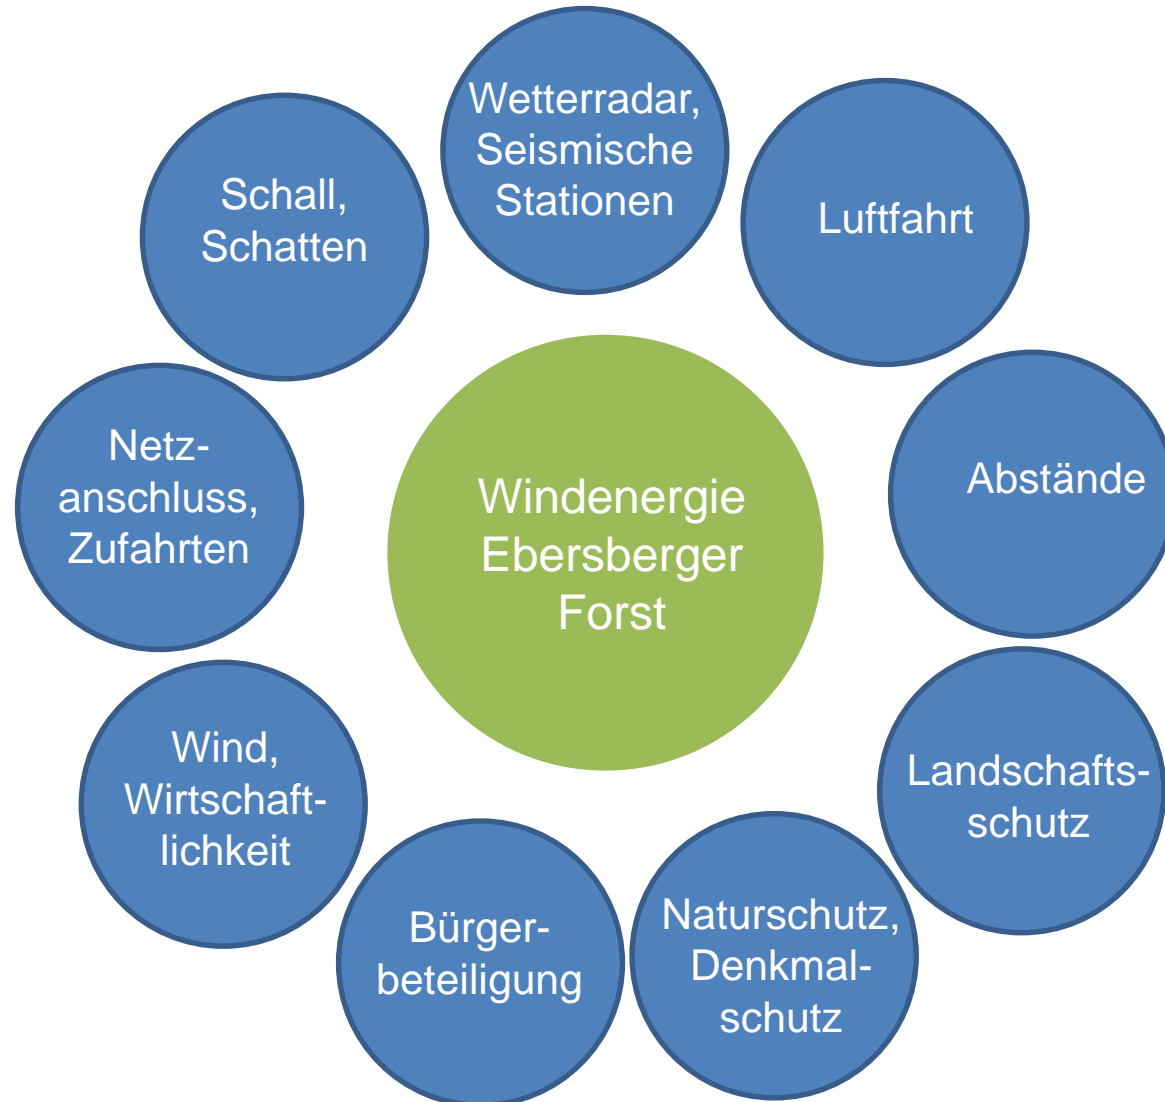 Wetterradar,
Seismische
Stationen
Luftfahrt
Abstände
Landschafts-
schutz
Naturschutz,
Denkmal-
schutz
Bürger-
beteiligung
Wind,
Wirtschaft-
lichkeit
Netz-
anschluss,
Zufahrten
Schall,
Schatten
Windenergie
Ebersberger
Forst